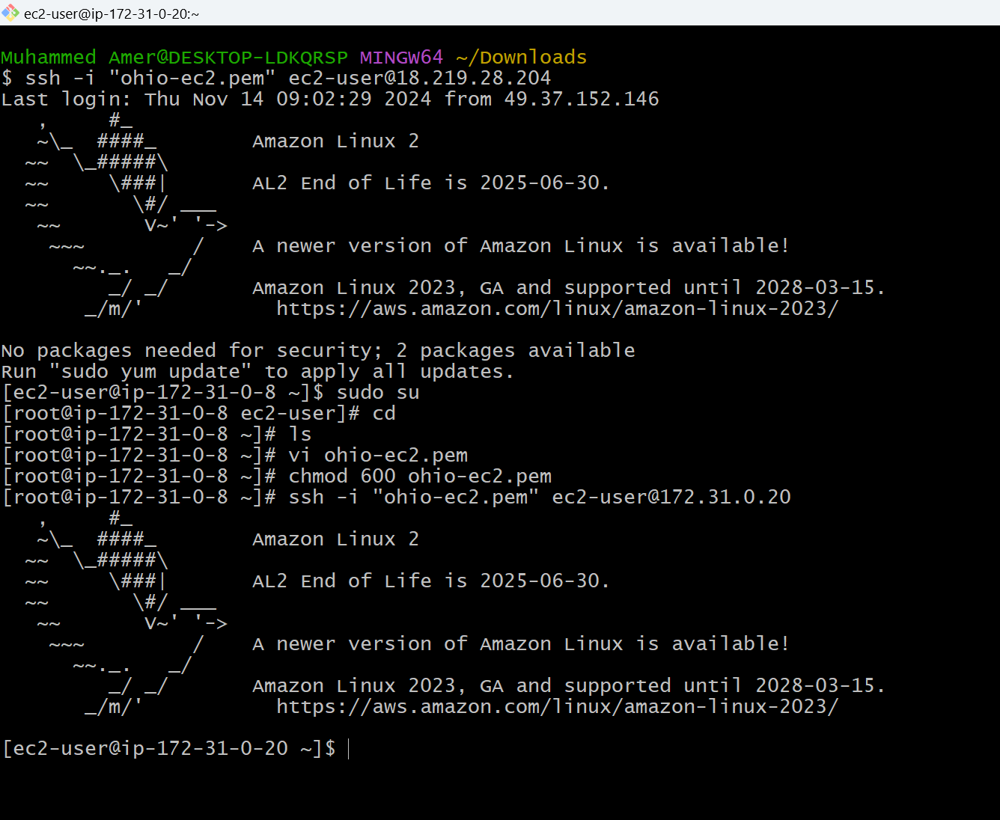 ec2-user@ip-172-31-0-20:~
Muhammed Amer@DESKTOP-LDKQRSP MINGW64 ~/Downloads
$ ssh -i "ohio-ec2.pem" ec2-user@18.219.28.204
Last login: Thu Nov 14 09:02:29 2024 from 49.37.152.146
   ,     #_
   ~\_  ####_        Amazon Linux 2
  ~~  \_#####\
  ~~     \###|       AL2 End of Life is 2025-06-30.
  ~~       \#/ ___
   ~~       V~' '->
    ~~~         /    A newer version of Amazon Linux is available!
      ~~._.   _/
         _/ _/       Amazon Linux 2023, GA and supported until 2028-03-15.
       _/m/'           https://aws.amazon.com/linux/amazon-linux-2023/
No packages needed for security; 2 packages available
Run "sudo yum update" to apply all updates.
[ec2-user@ip-172-31-0-8 ~]$ sudo su
[root@ip-172-31-0-8 ec2-user]# cd
[root@ip-172-31-0-8 ~]# ls
[root@ip-172-31-0-8 ~]# vi ohio-ec2.pem
[root@ip-172-31-0-8 ~]# chmod 600 ohio-ec2.pem
[root@ip-172-31-0-8 ~]# ssh -i "ohio-ec2.pem" ec2-user@172.31.0.20
   ,     #_
   ~\_  ####_        Amazon Linux 2
  ~~  \_#####\
  ~~     \###|       AL2 End of Life is 2025-06-30.
  ~~       \#/ ___
   ~~       V~' '->
    ~~~         /    A newer version of Amazon Linux is available!
      ~~._.   _/
         _/ _/       Amazon Linux 2023, GA and supported until 2028-03-15.
       _/m/'           https://aws.amazon.com/linux/amazon-linux-2023/
[ec2-user@ip-172-31-0-20 ~]$